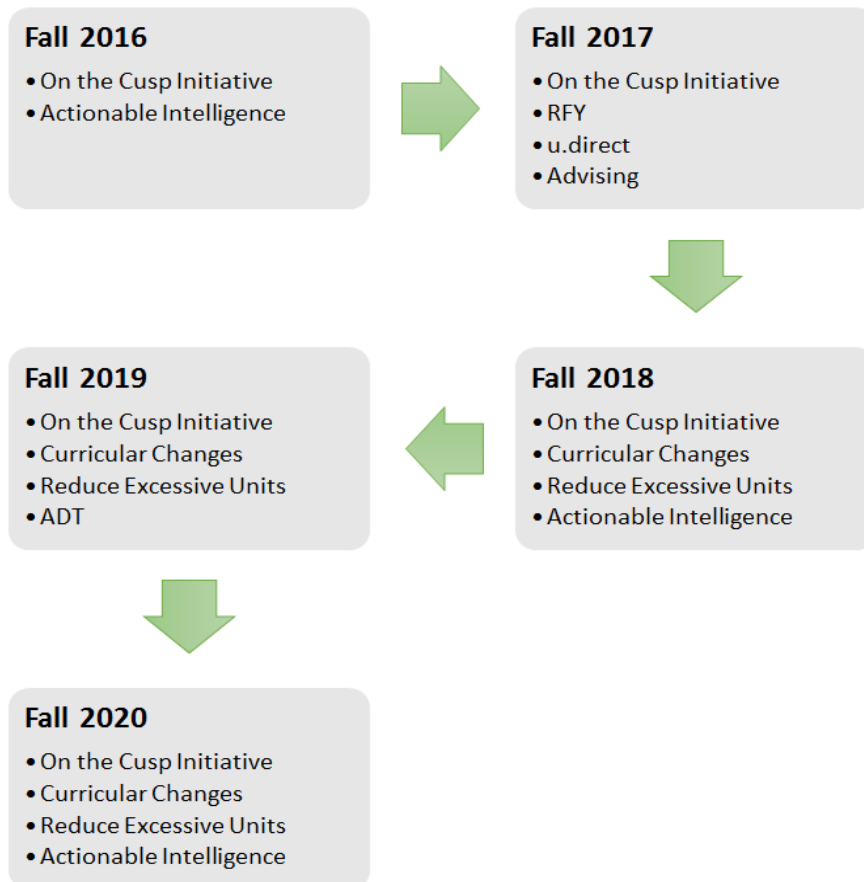 Fall 2016
• On the Cusp Initiative
• Actionable Intelligence
Fall 2017
• On the Cusp Initiative
• RFY
• u.direct
• Advising
Fall 2018
• On the Cusp Initiative
• Curricular Changes
• Reduce Excessive Units
• Actionable Intelligence
Fall 2019
• On the Cusp Initiative
• Curricular Changes
• Reduce Excessive Units
• ADT
Fall 2020
• On the Cusp Initiative
• Curricular Changes
• Reduce Excessive Units
• Actionable Intelligence